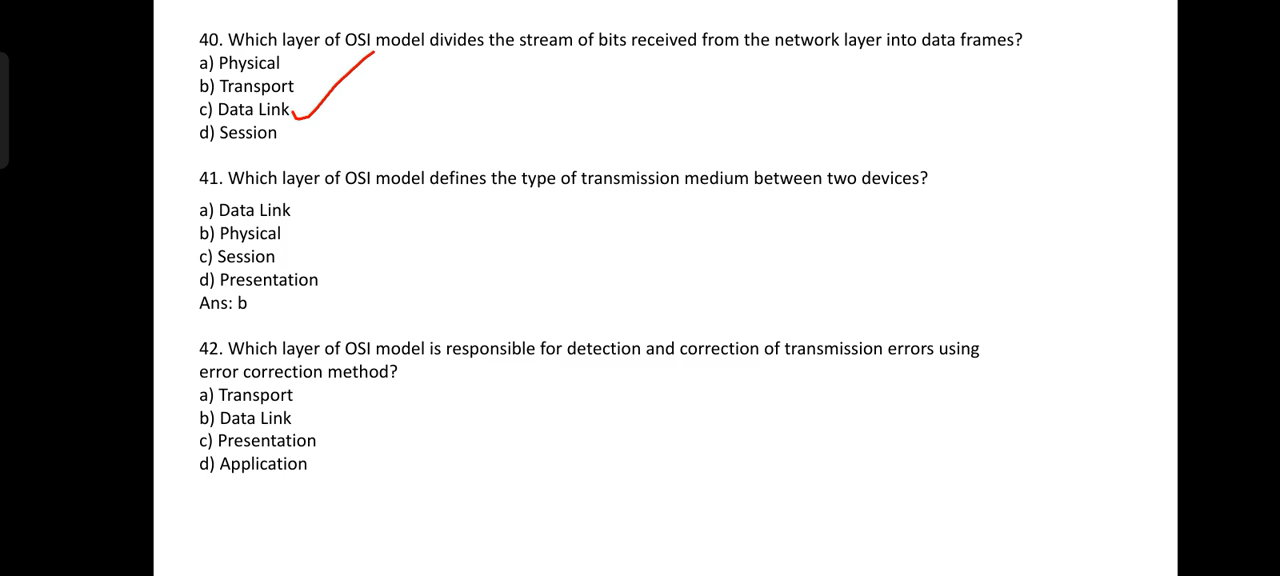 40. Which layer of OSI model divides the stream of bits received from the network layer into data frames?
a) Physical
b) Transport
c) Data Link
d) Session
41. Which layer of OSI model defines the type of transmission medium between two devices?
a) Data Link
b) Physical
c) Session
d) Presentation
Ans: b
42. Which layer of OSI model is responsible for detection and correction of transmission errors using
error correction method?
a) Transport
b) Data Link
c) Presentation
d) Application